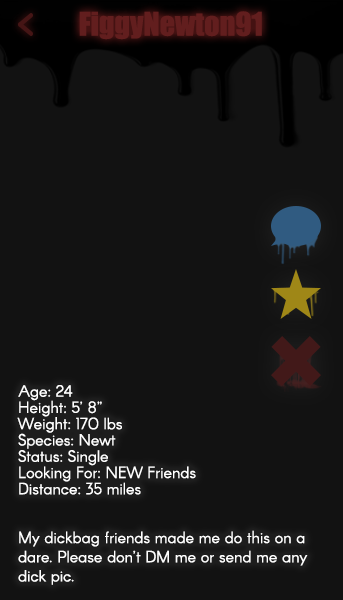 FiggyNewton91
Age: 24
Height: 5' 8"
Weight: 170 lbs
Species: Newt
Status: Single
Looking For: NEW Friends
Distance: 35 miles
My dickbag friends made me do this on a
dare. Please don't DM me or send me any
dick pic.